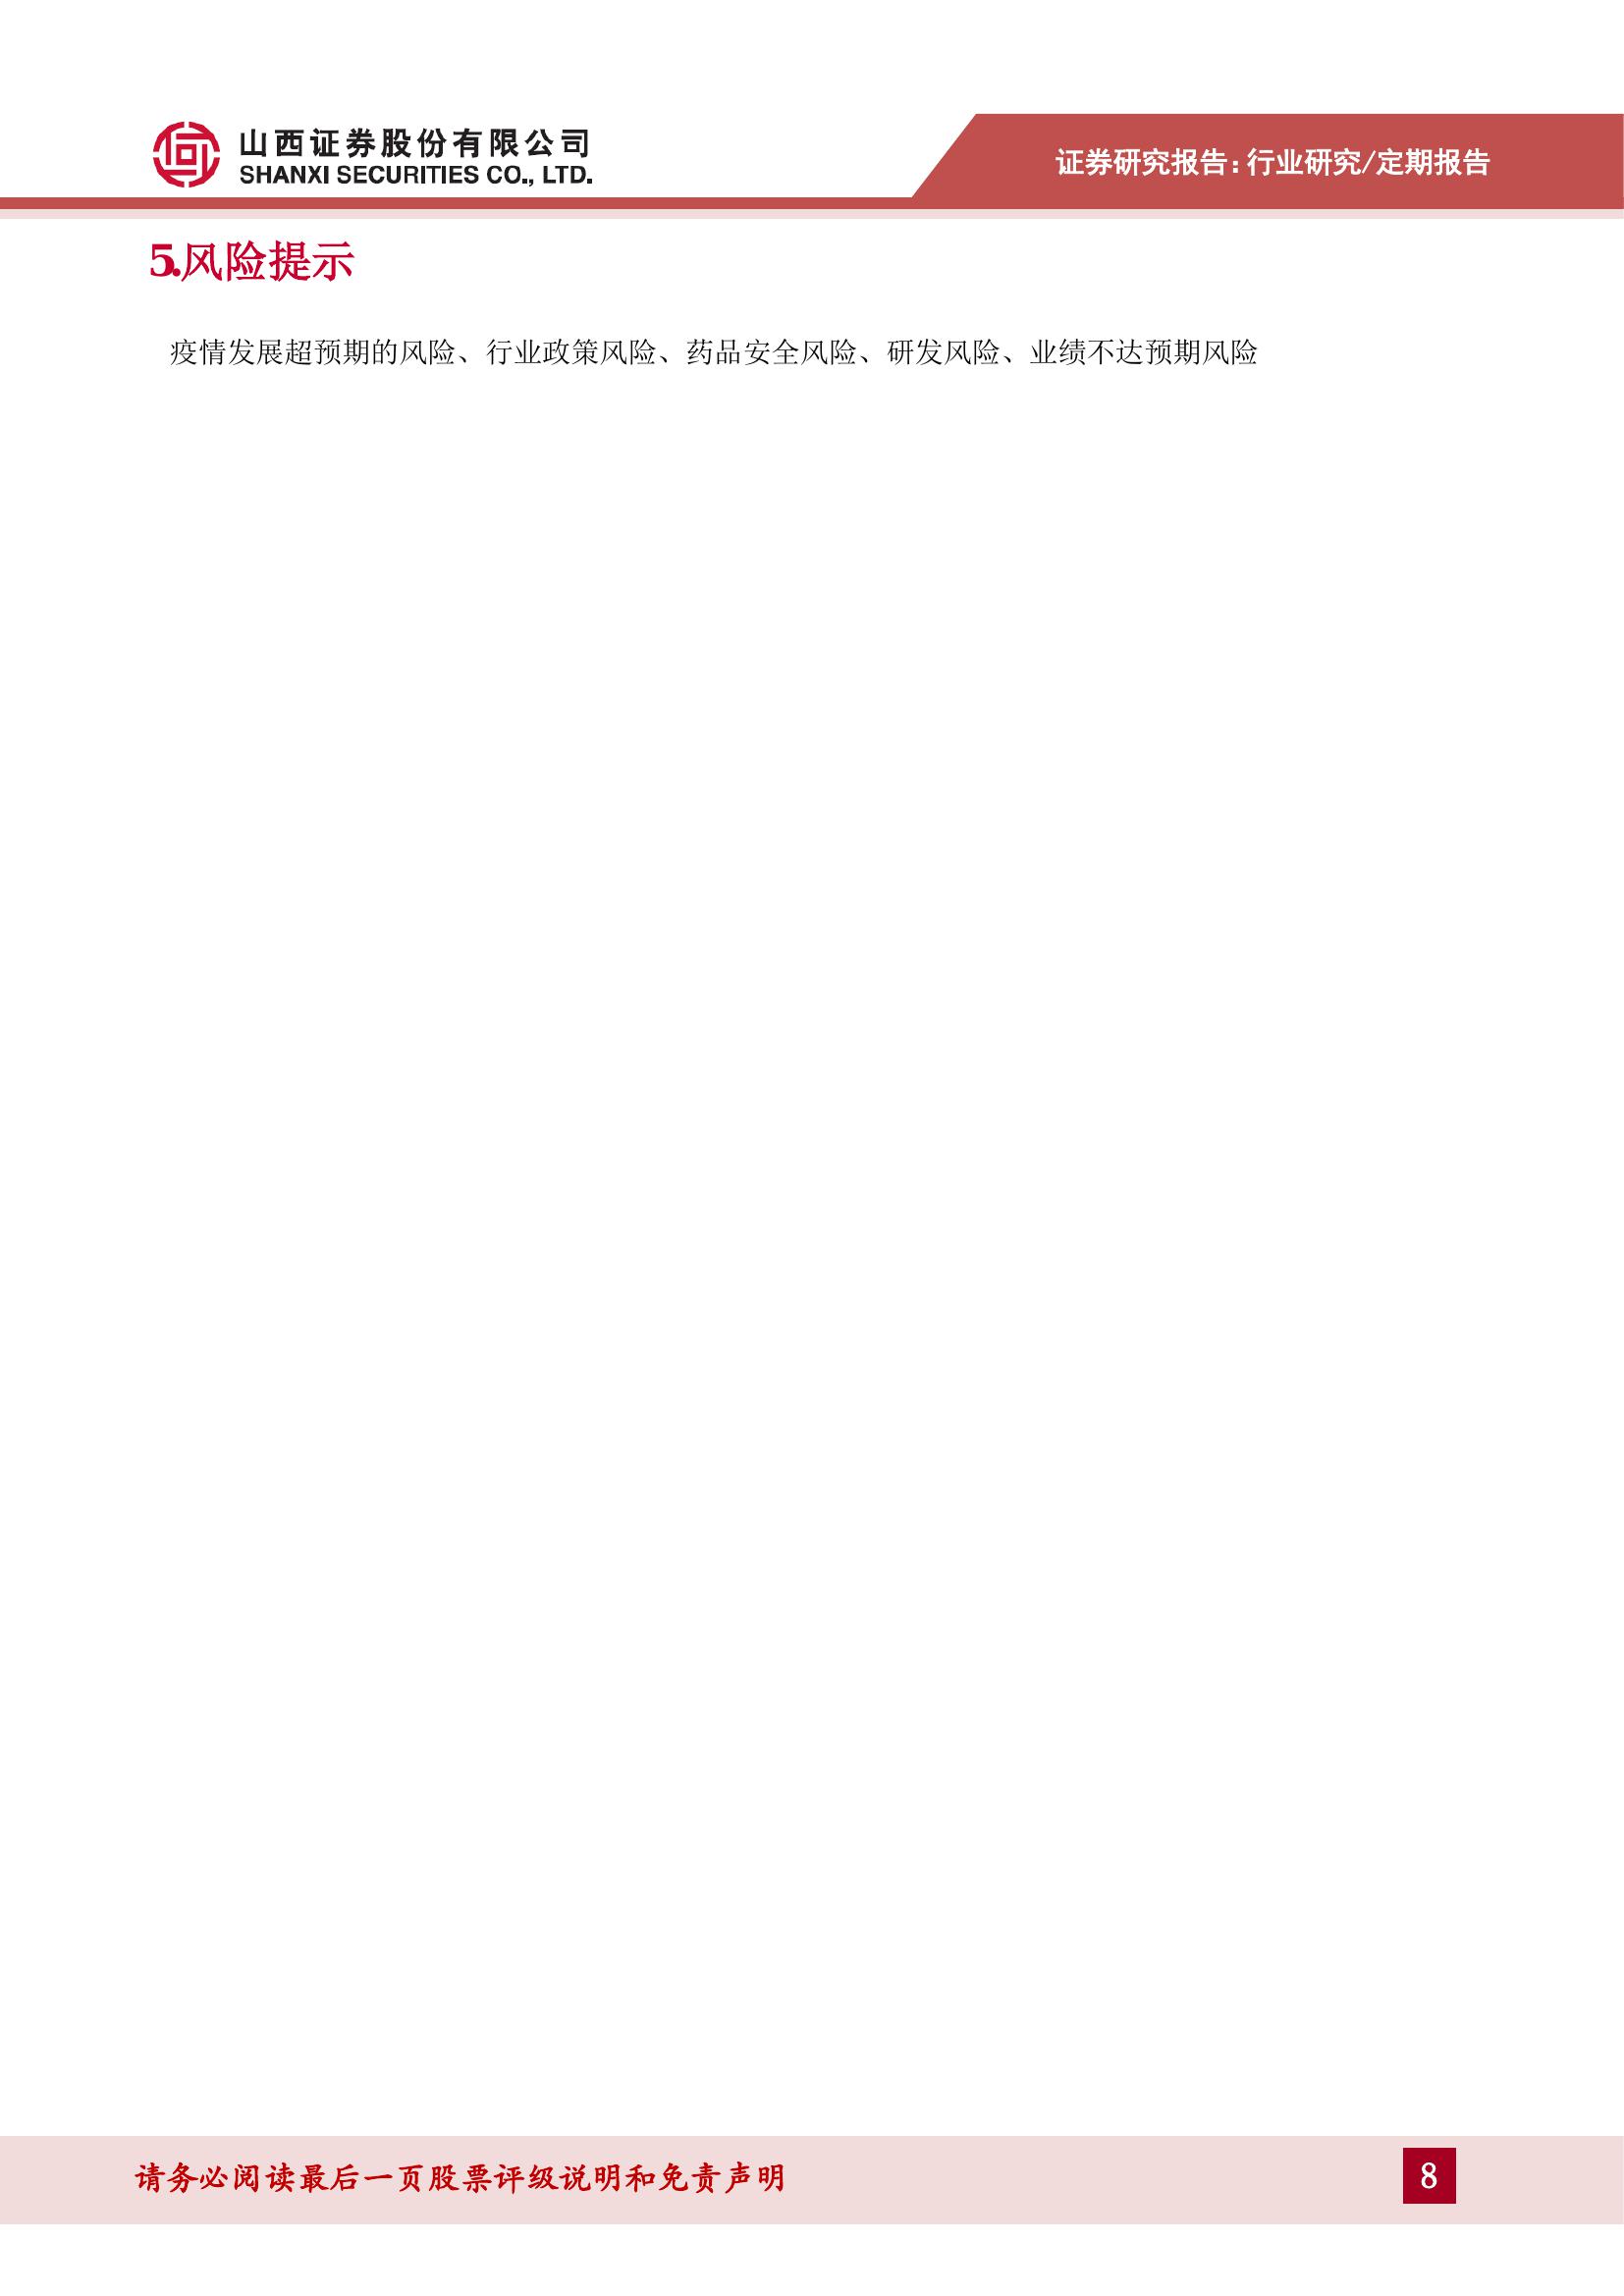 山西证券股份有限公司
SHANXI SECURITIES CO., LTD.
证券研究报告：行业研究/定期报告
5.风险提示
疫情发展超预期的风险、行业政策风险、药品安全风险、研发风险、业绩不达预期风险
请务必阅读最后一页股票评级说明和免责声明
8